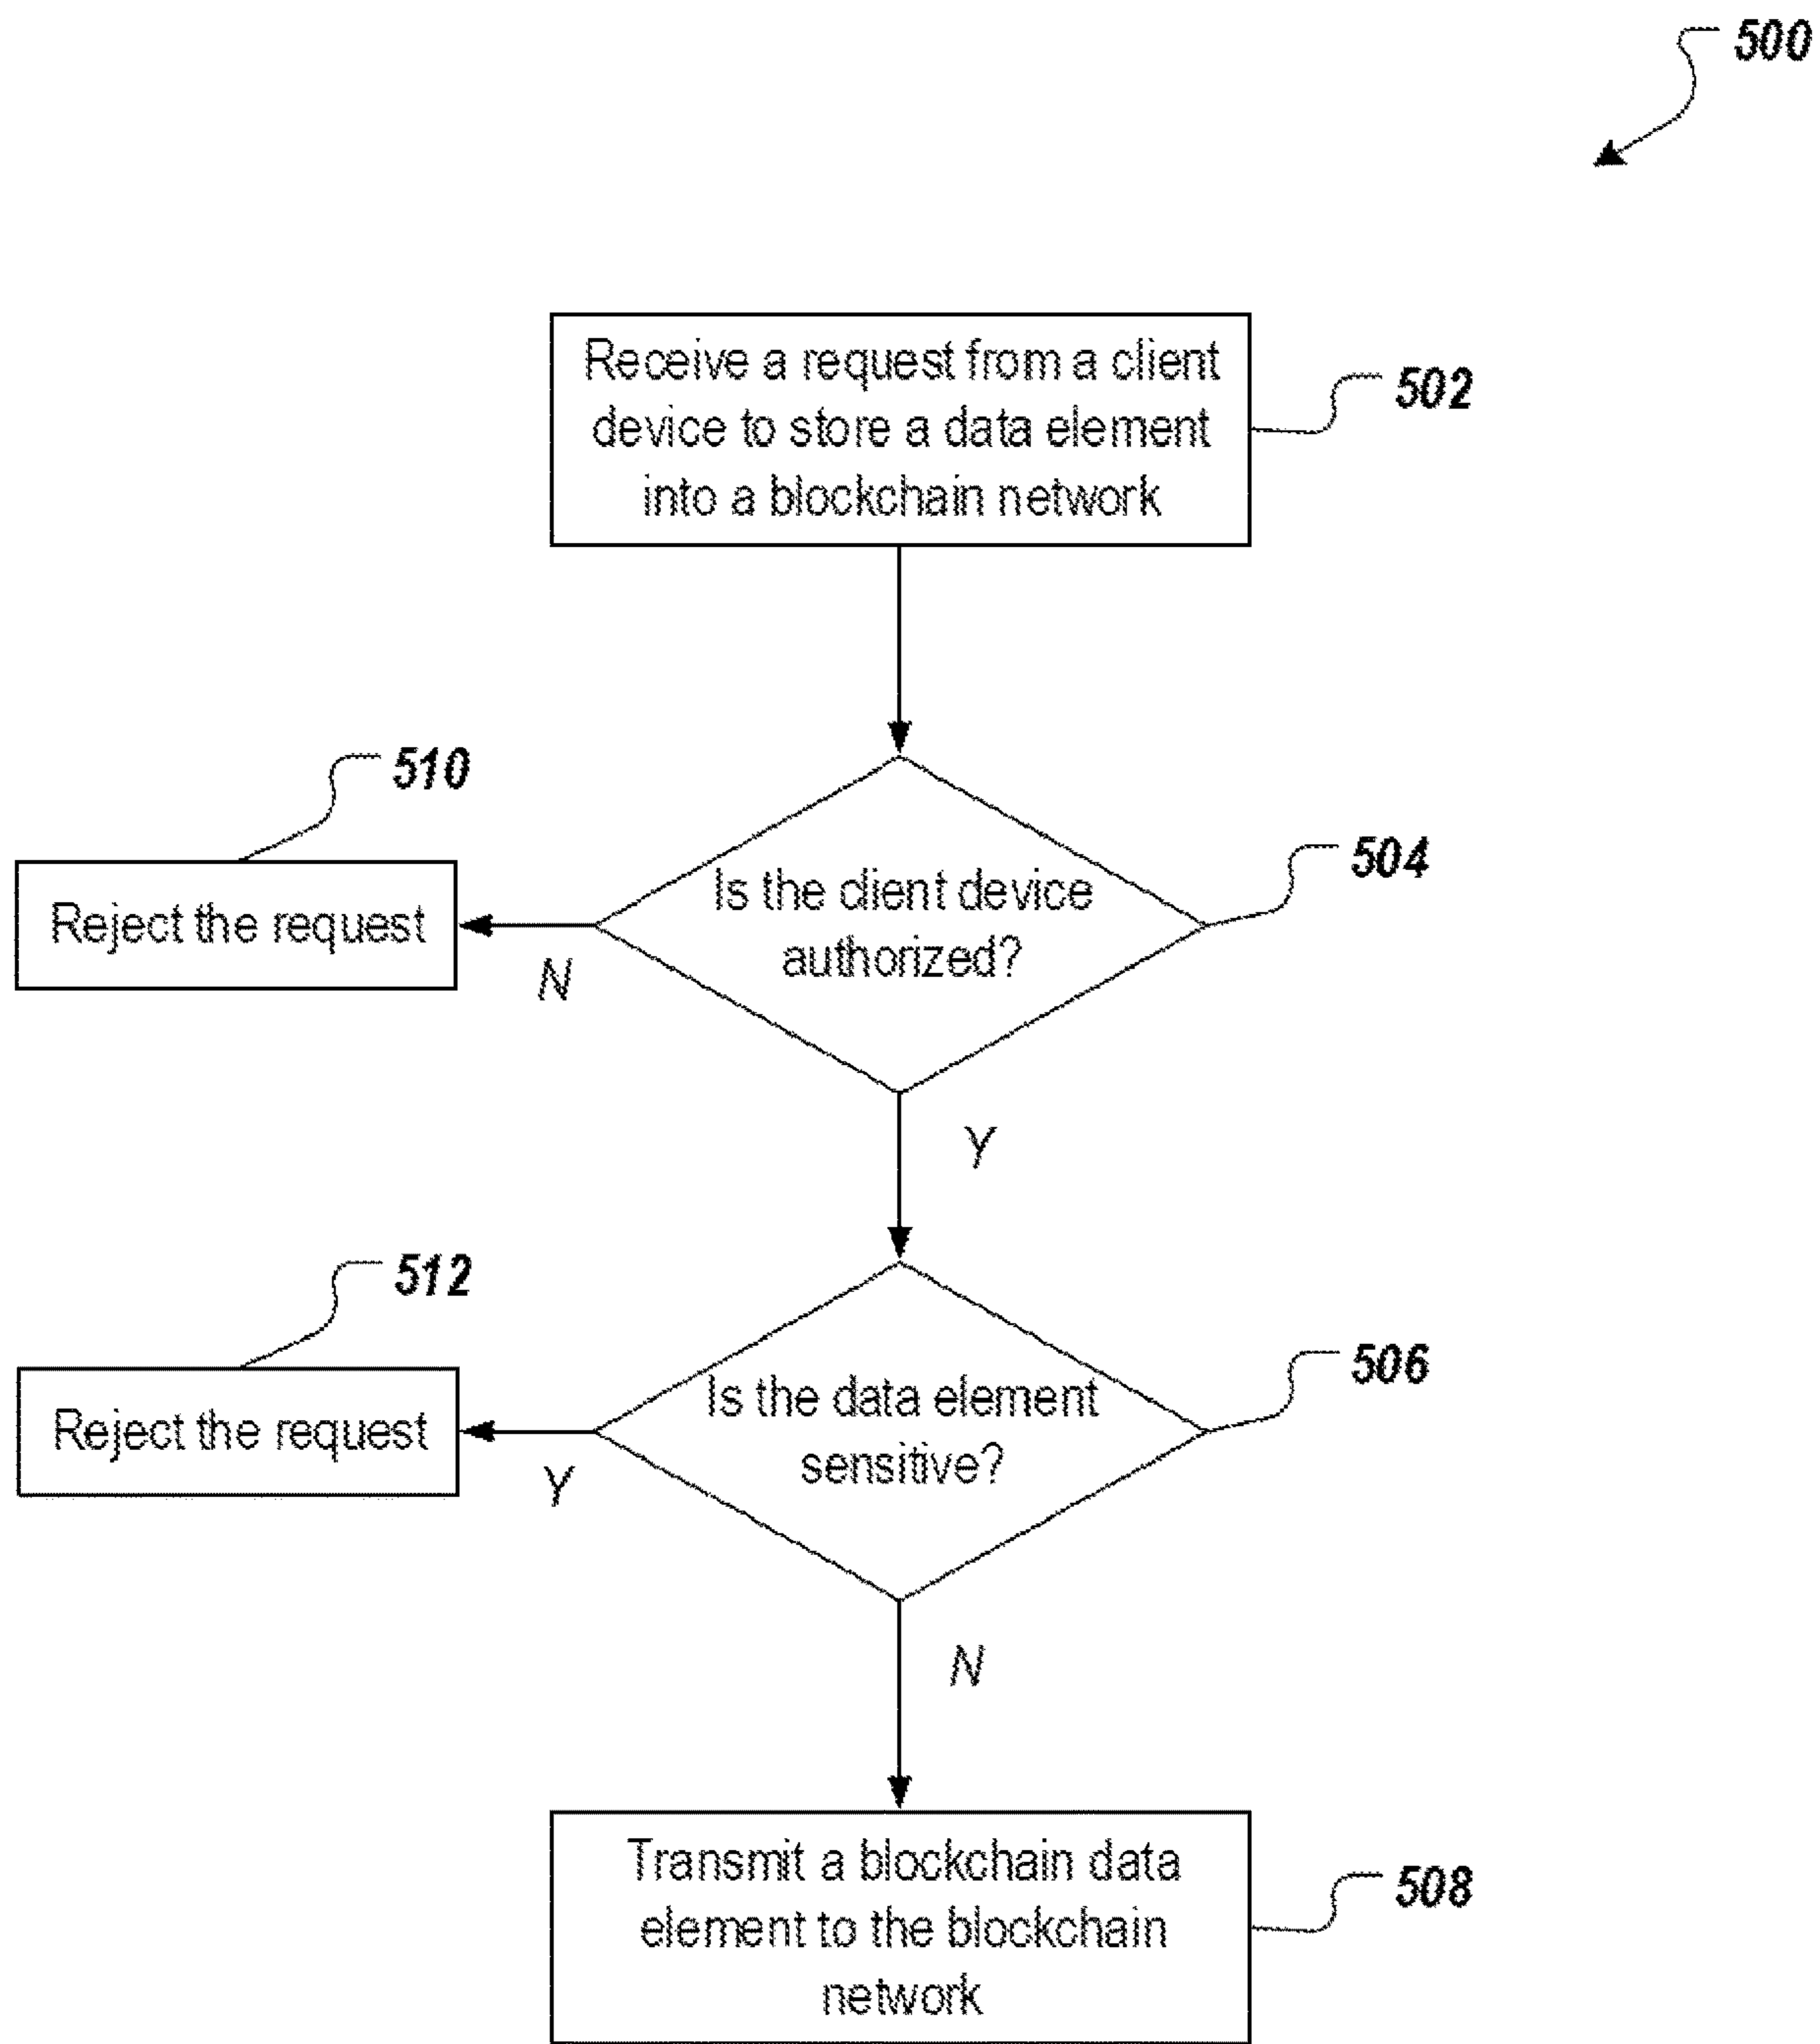 500
Receive a request from a client
device to store a data element
into a blockchain network
502
510
Reject the request
N
Is the client device
authorized?
504
Y
512
Reject the request
Y
Is the data element
sensitive?
506
N
Transmit a blockchain data
element to the blockchain
network
508